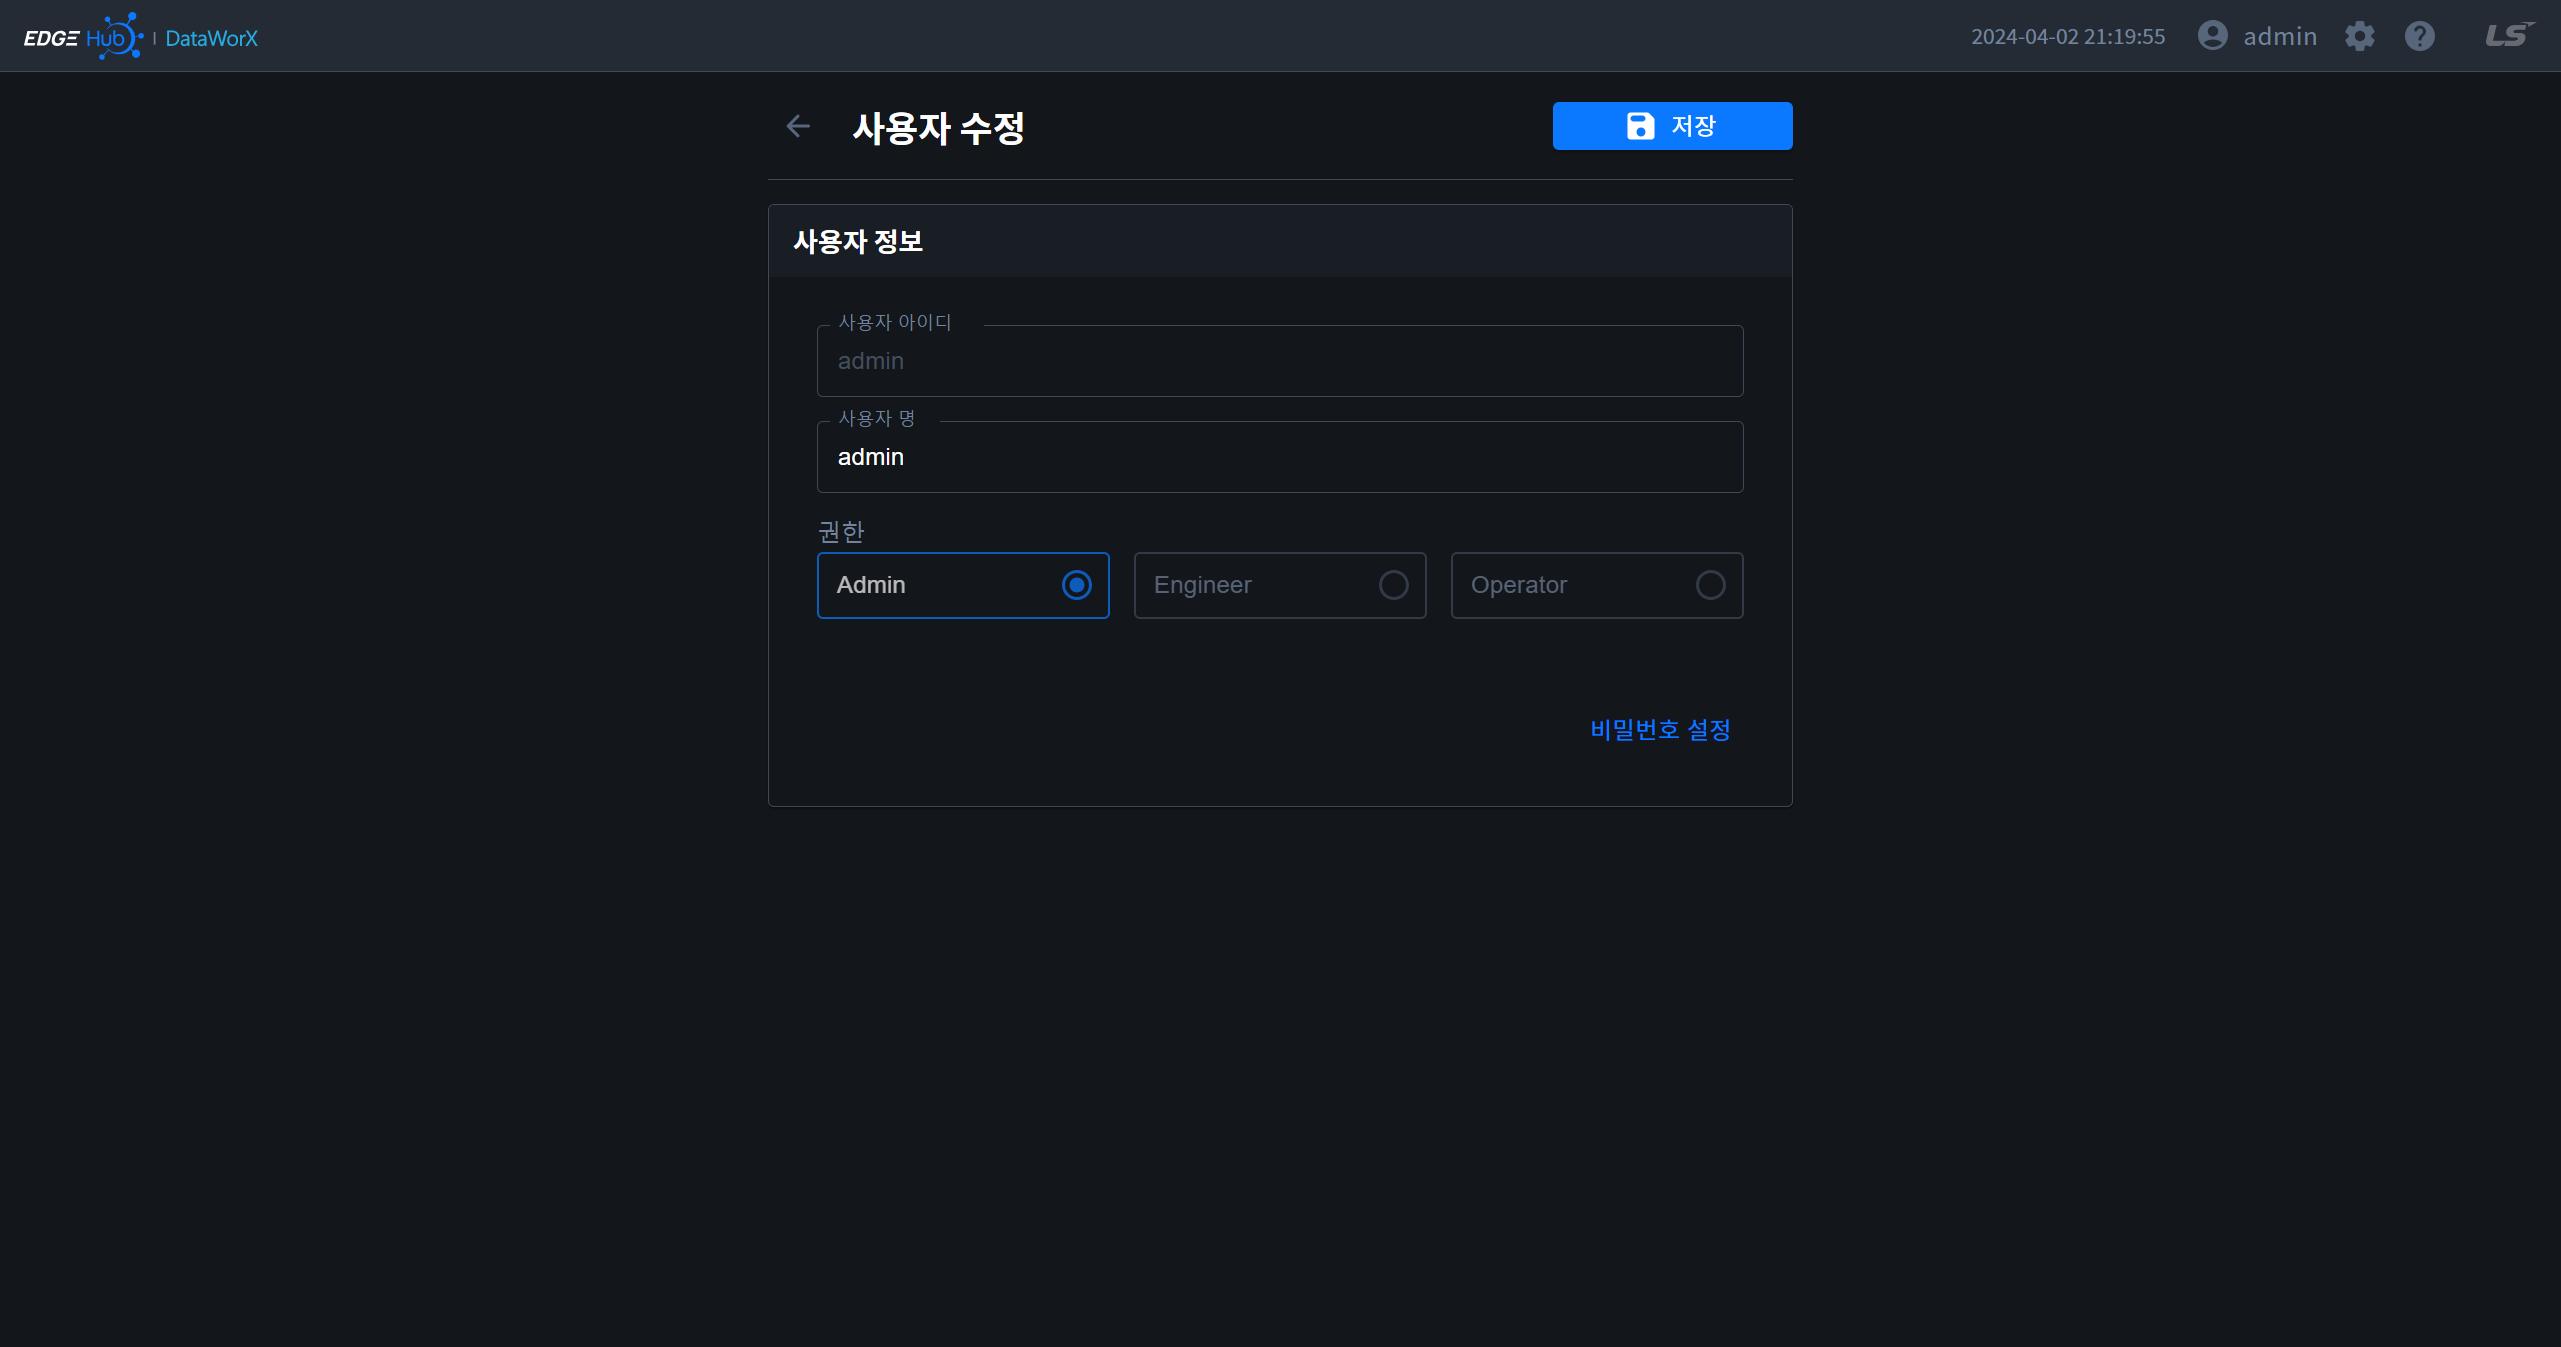 EDGE Hub | DataWorX
2024-04-02 21:19:55 admin LS
사용자 수정
저장
사용자 정보
사용자 아이디
admin
사용자 명
admin
권한
Admin
Engineer
Operator
비밀번호 설정